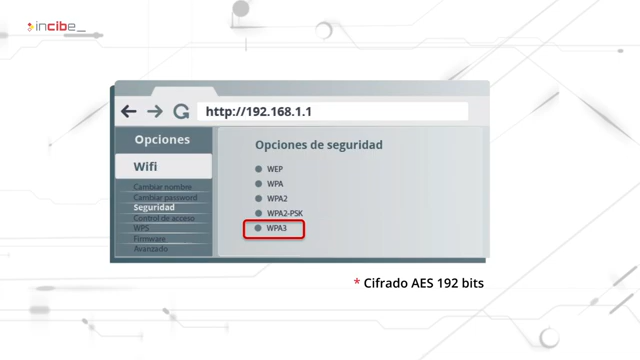 incibe_
http://192.168.1.1
Opciones
Wifi
Cambiar nombre
Cambiar password
Seguridad
Control de acceso
WPS
Firmware
Avanzado
Opciones de seguridad
WEP
WPA
WPA2
WPA2-PSK
WPA3
* Cifrado AES 192 bits